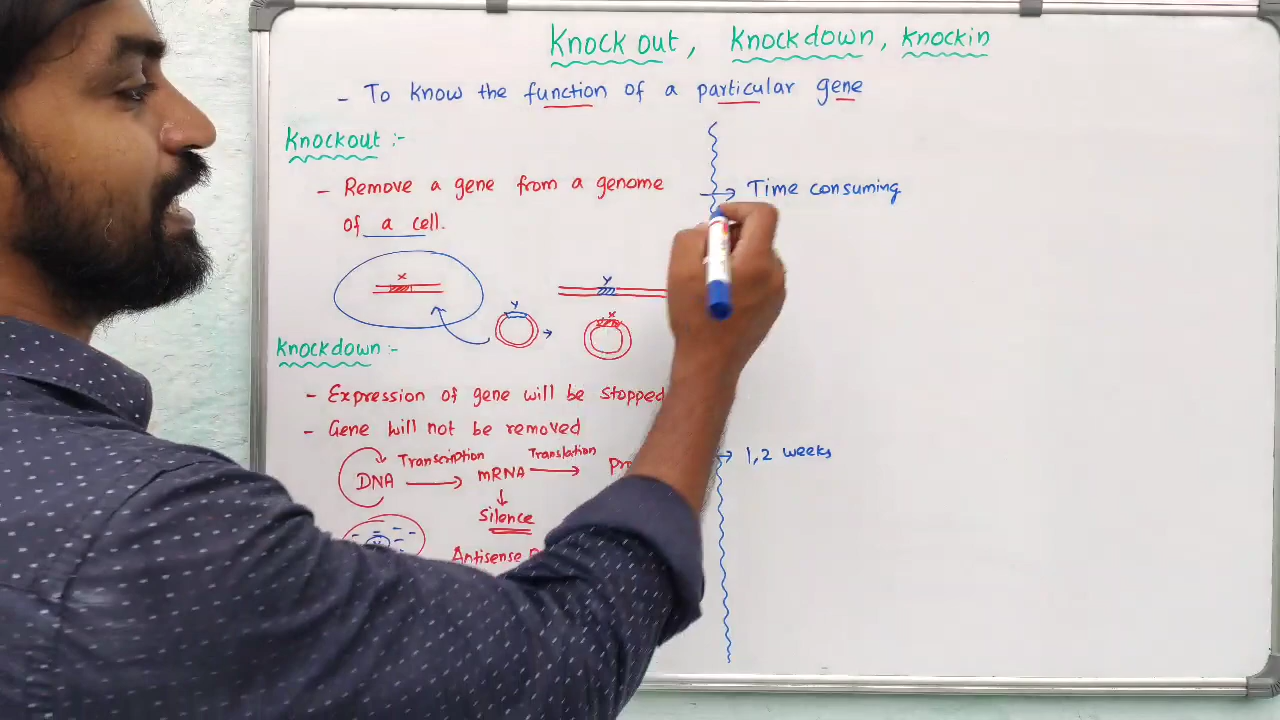 Knock out, Knockdown, Knockin
- To know the function of a particular gene
Knockout :-
- Remove a gene from a genome
of a cell.
x
y
y
x
→ Time consuming
Knockdown :-
- Expression of gene will be stopped
- Gene will not be removed
DNA Transcription → mRNA Translation →
↓
Silence
Antisense
→ 1,2 weeks